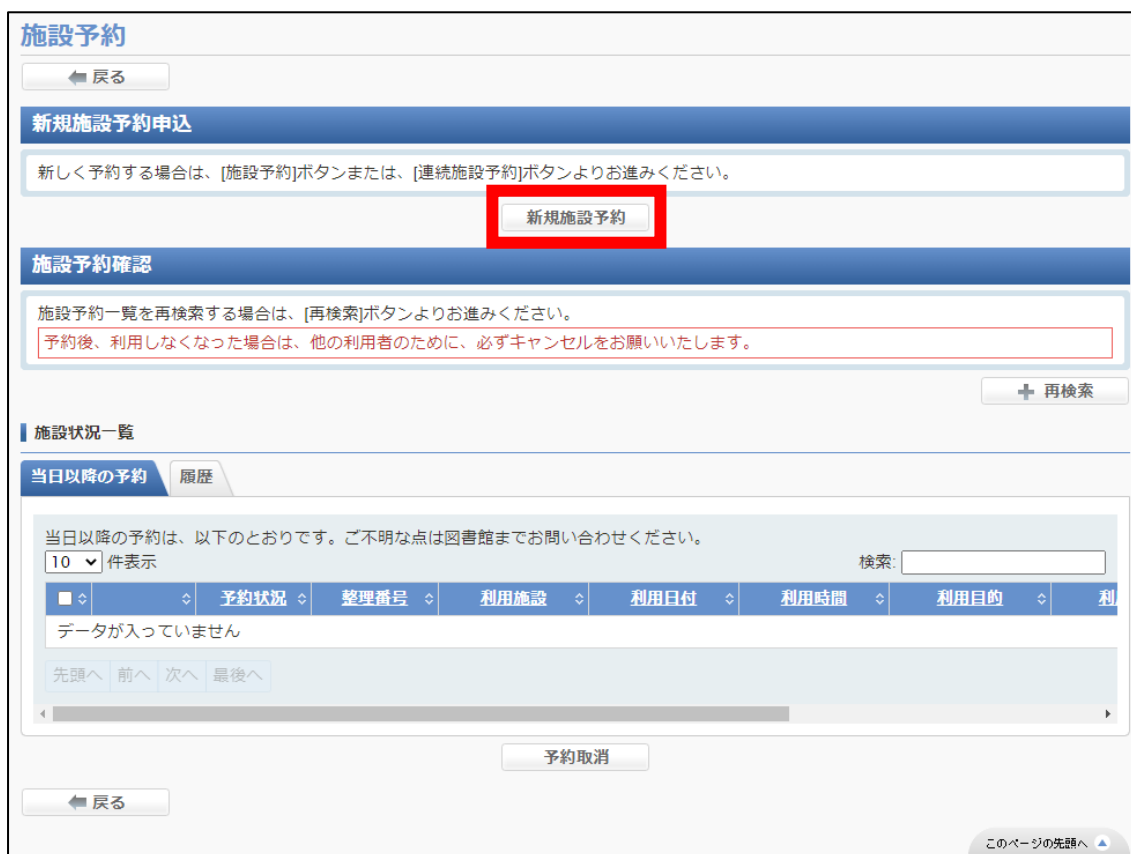 施設予約
戻る
新規施設予約申込
新しく予約する場合は、[施設予約]ボタンまたは、[連続施設予約]ボタンよりお進みください。
新規施設予約
施設予約確認
施設予約一覧を再検索する場合は、[再検索]ボタンよりお進みください。
予約後、利用しなくなった場合は、他の利用者のために、必ずキャンセルをお願いいたします。
再検索
施設状況一覧
当日以降の予約 履歴
当日以降の予約は、以下のとおりです。ご不明な点は図書館までお問い合わせください。
10 件表示 検索:
予約状況 整理番号 利用施設 利用日付 利用時間 利用目的 利
データが入っていません
先頭へ 前へ 次へ 最後へ
予約取消
戻る
このページの先頭へ